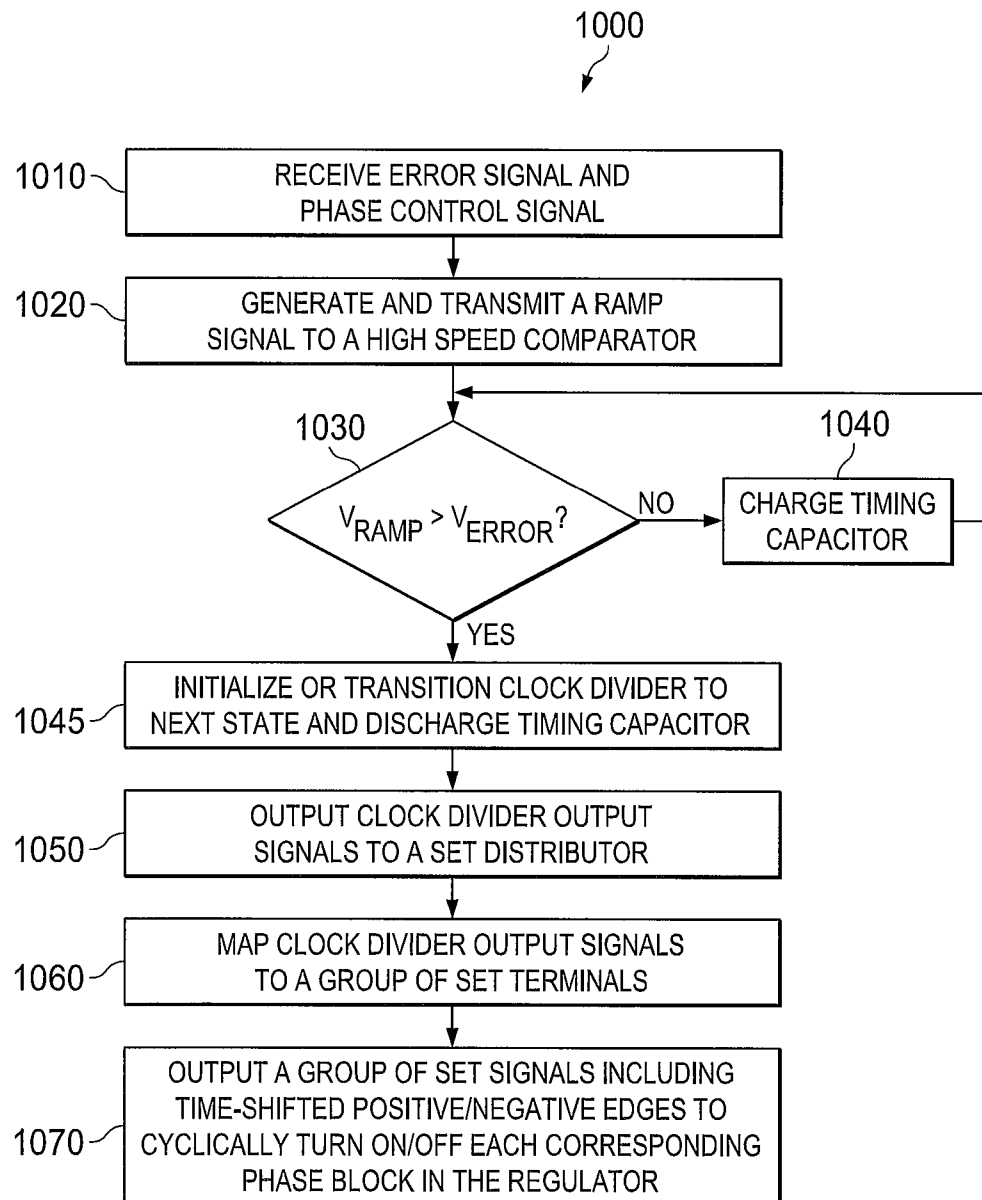 1000
1010
RECEIVE ERROR SIGNAL AND
PHASE CONTROL SIGNAL
1020
GENERATE AND TRANSMIT A RAMP
SIGNAL TO A HIGH SPEED COMPARATOR
1030
V_RAMP > V_ERROR?
NO
1040
CHARGE TIMING
CAPACITOR
YES
1045
INITIALIZE OR TRANSITION CLOCK DIVIDER TO
NEXT STATE AND DISCHARGE TIMING CAPACITOR
1050
OUTPUT CLOCK DIVIDER OUTPUT
SIGNALS TO A SET DISTRIBUTOR
1060
MAP CLOCK DIVIDER OUTPUT SIGNALS
TO A GROUP OF SET TERMINALS
1070
OUTPUT A GROUP OF SET SIGNALS INCLUDING
TIME-SHIFTED POSITIVE/NEGATIVE EDGES TO
CYCLICALLY TURN ON/OFF EACH CORRESPONDING
PHASE BLOCK IN THE REGULATOR